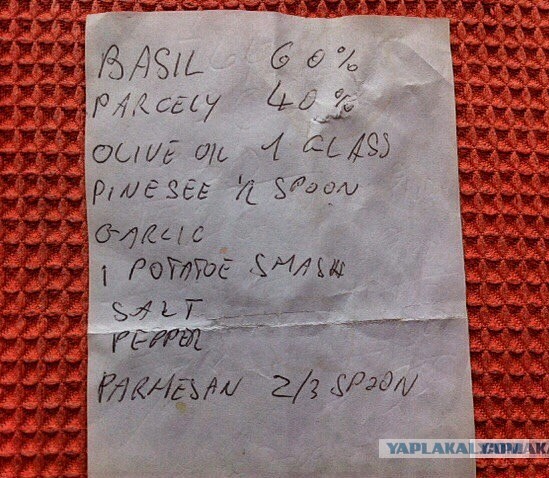 BASIL 60%
PARCELY 40%
OLIVE OIL 1 GLASS
PINESEE 1/2 SPOON
GARLIC
1 POTATOE SMASH
SALT
PEPPER
PARMESAN 2/3 SPOON
YAPLAKAL